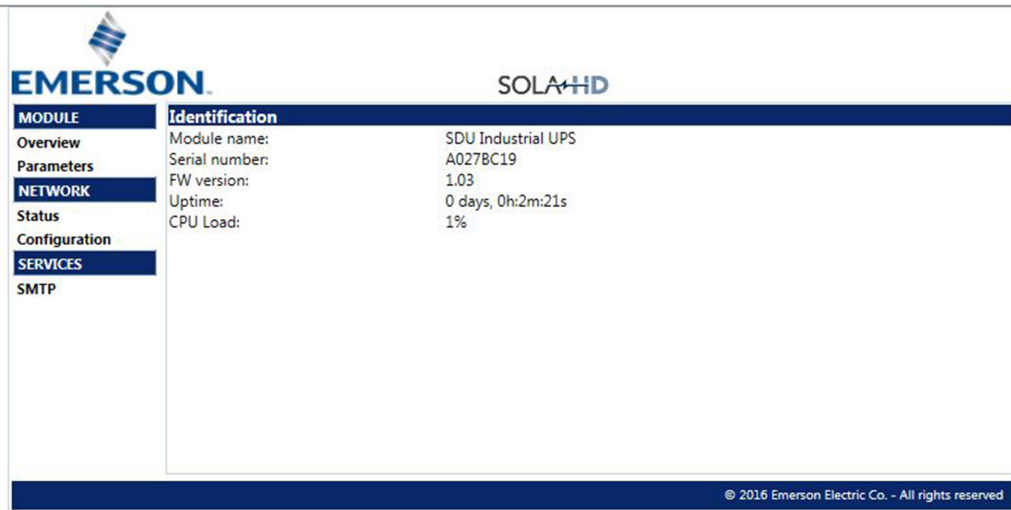 EMERSON.
SOLA HD
MODULE
Overview
Parameters
NETWORK
Status
Configuration
SERVICES
SMTP
Identification
Module name: SDU Industrial UPS
Serial number: A027BC19
FW version: 1.03
Uptime: 0 days, 0h:2m:21s
CPU Load: 1%
© 2016 Emerson Electric Co. - All rights reserved